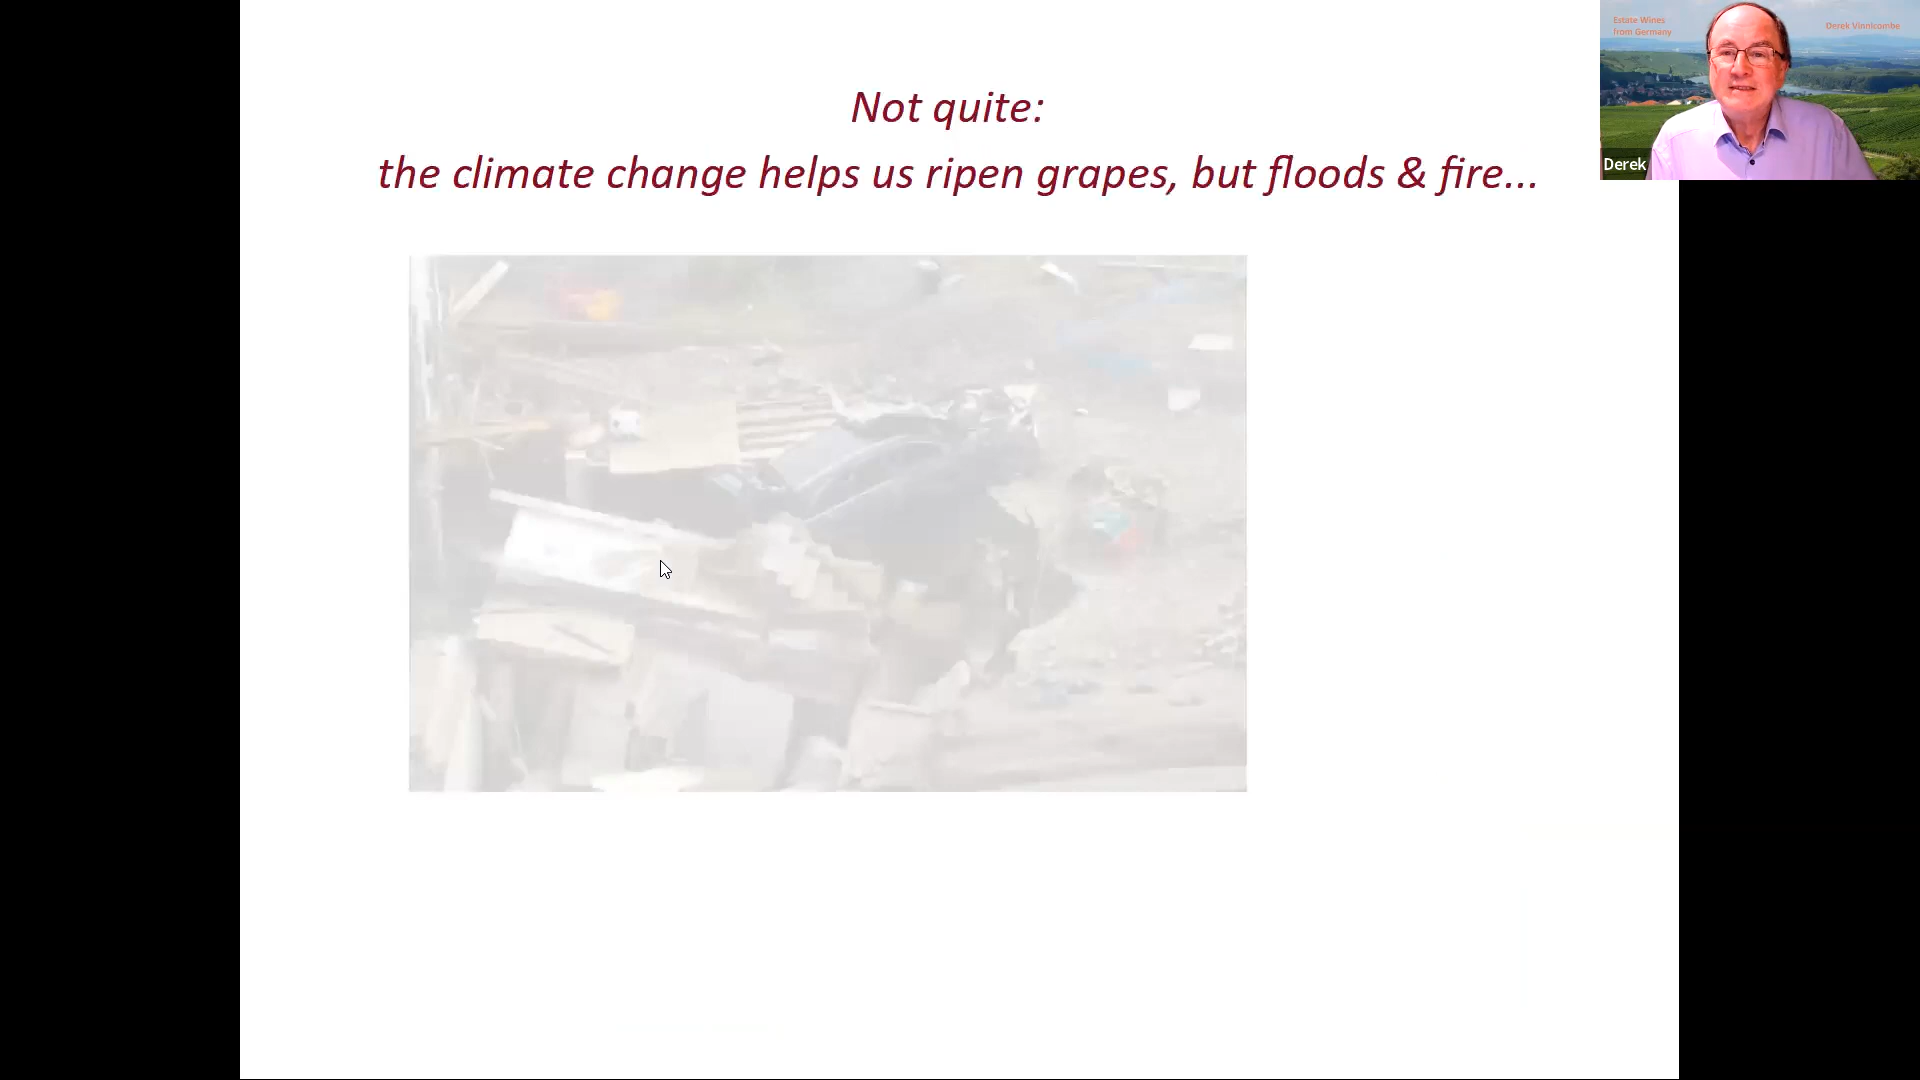 Not quite:
the climate change helps us ripen grapes, but floods & fire...
Estate Wines
from Germany
Derek Vinnicombe
Derek